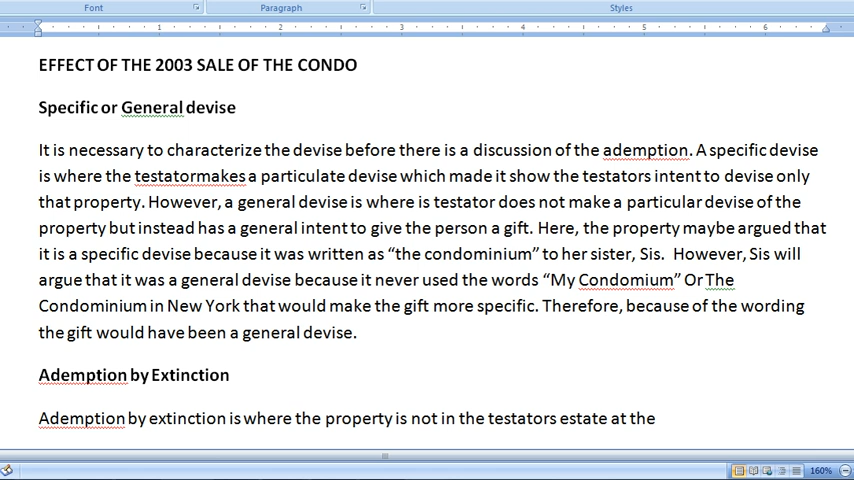 Font Paragraph Styles
1 2 3 4 5 6
EFFECT OF THE 2003 SALE OF THE CONDO
Specific or General devise
It is necessary to characterize the devise before there is a discussion of the ademption. A specific devise
is where the testatormakes a particulate devise which made it show the testators intent to devise only
that property. However, a general devise is where is testator does not make a particular devise of the
property but instead has a general intent to give the person a gift. Here, the property maybe argued that
it is a specific devise because it was written as “the condominium” to her sister, Sis.  However, Sis will
argue that it was a general devise because it never used the words “My Condomium” Or The
Condominium in New York that would make the gift more specific. Therefore, because of the wording
the gift would have been a general devise.
Ademption by Extinction
Ademption by extinction is where the property is not in the testators estate at the
160%